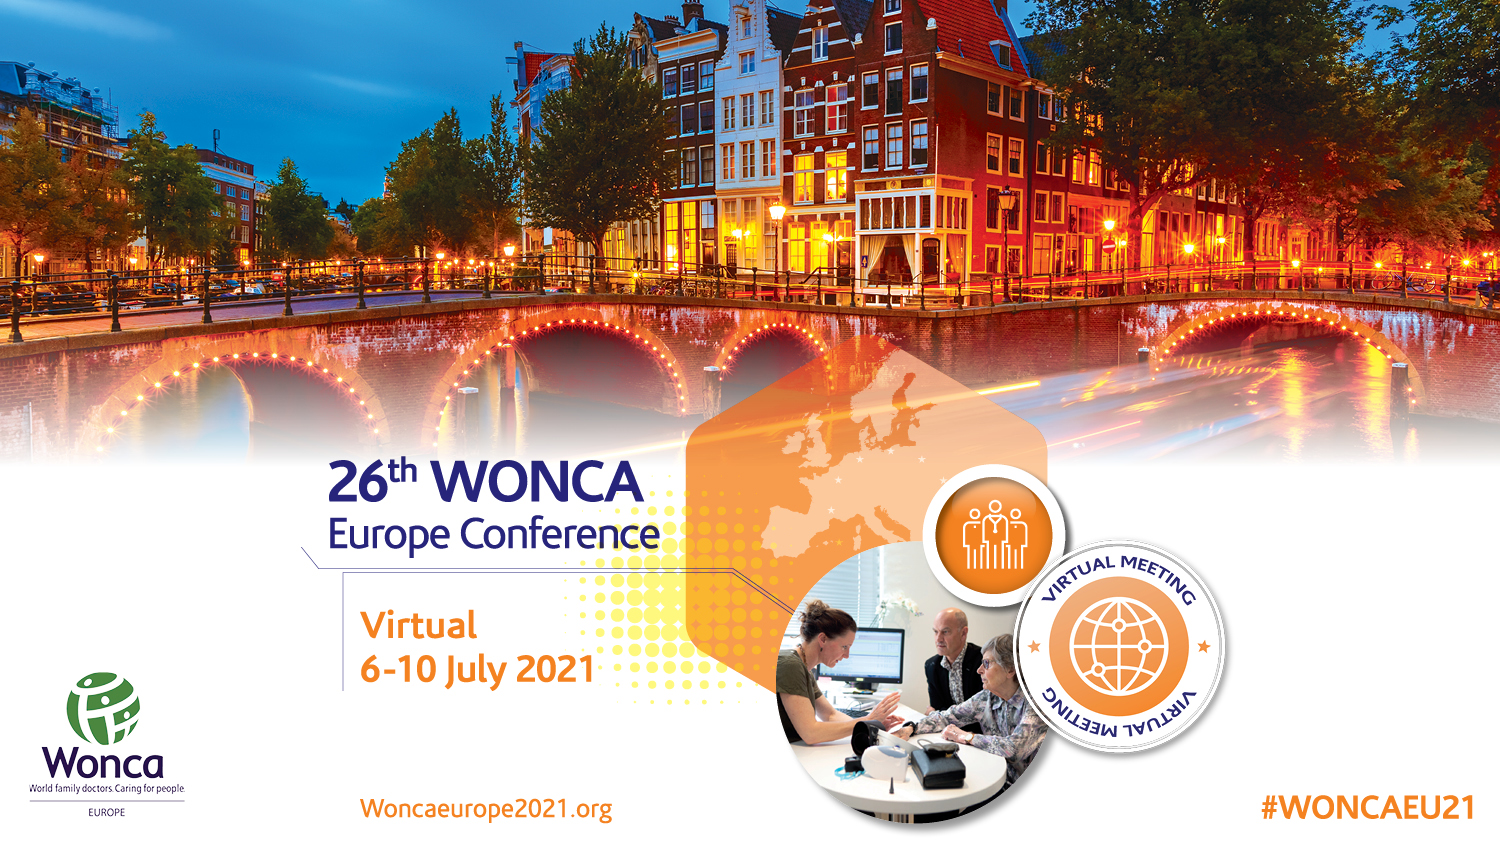 26th WONCA
Europe Conference
Virtual
6-10 July 2021
VIRTUAL MEETING
VIRTUAL MEETING
Wonca
World family doctors. Caring for people.
EUROPE
Woncaeurope2021.org
#WONCAEU21